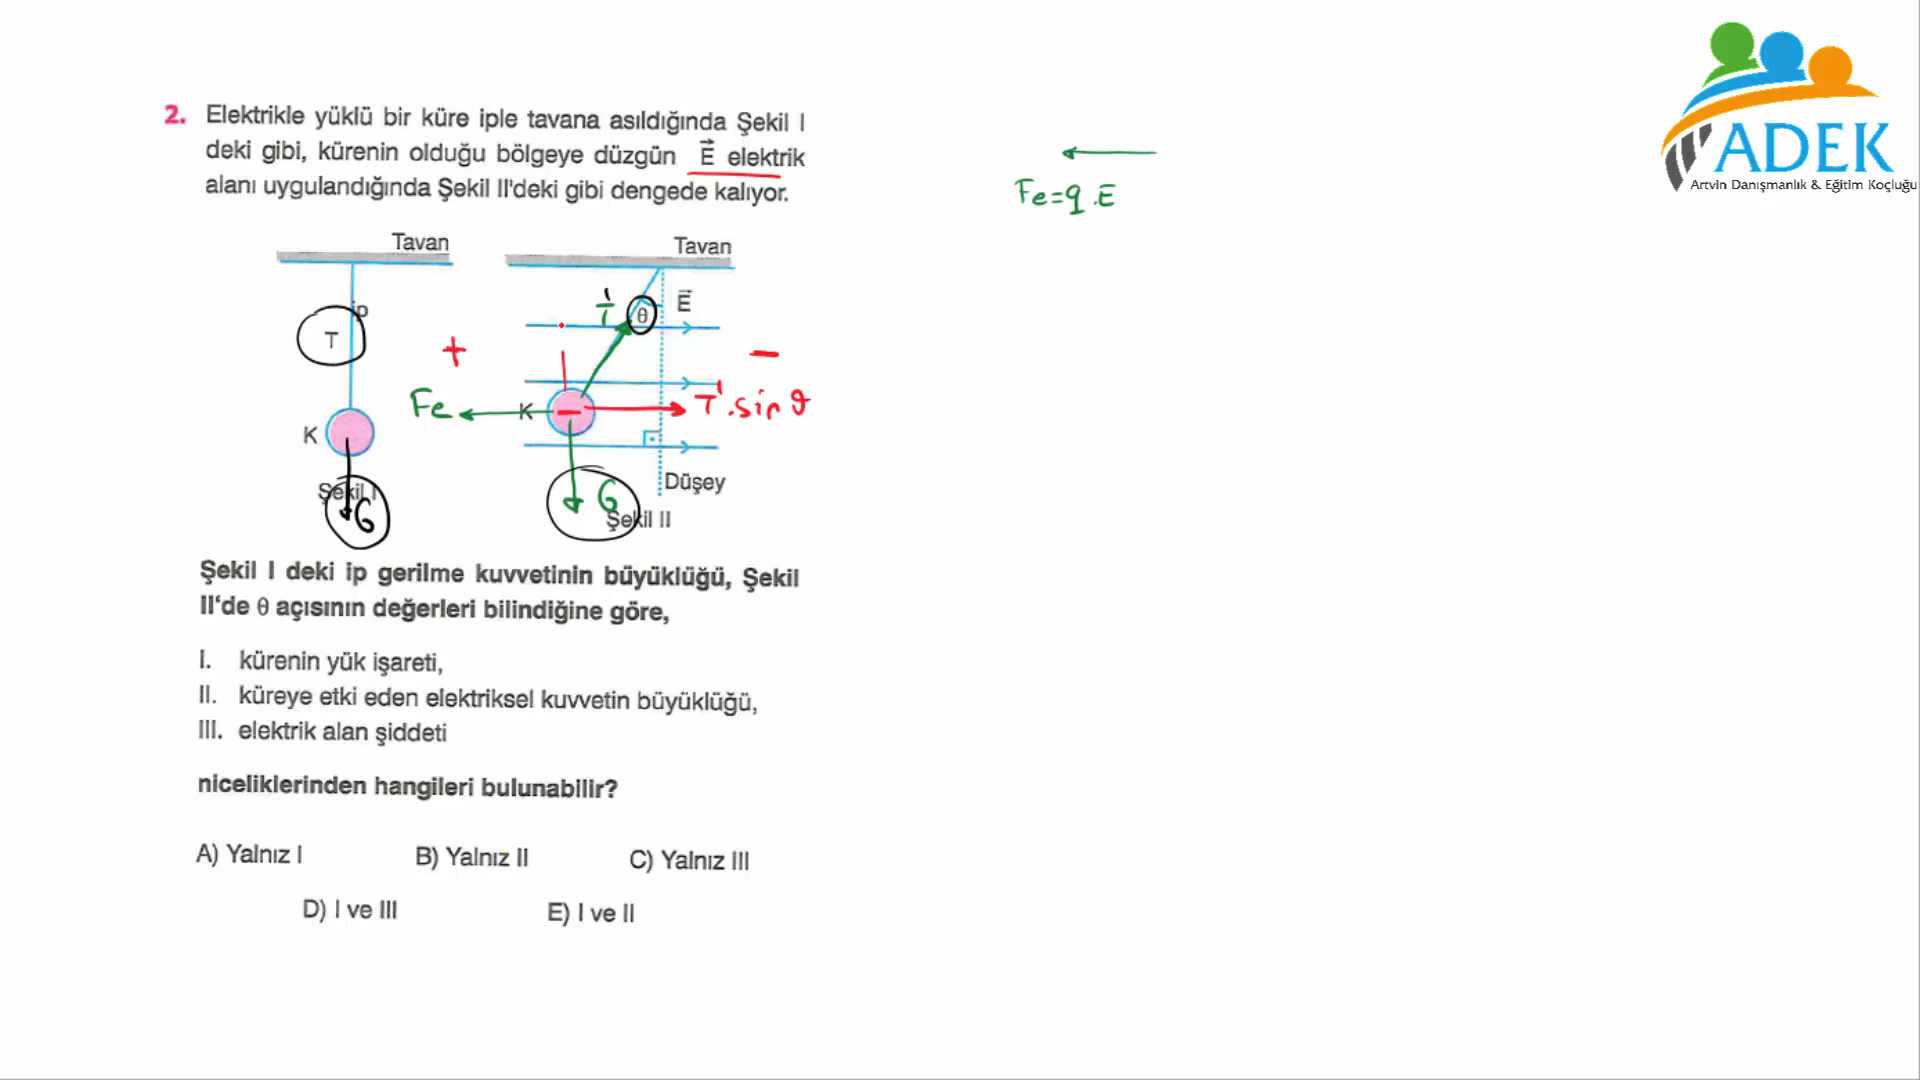 2. Elektrikle yüklü bir küre iple tavana asıldığında Şekil I
deki gibi, kürenin olduğu bölgeye düzgün E elektrik
alanı uygulandığında Şekil II'deki gibi dengede kalıyor.
Fe=q.E
ADEK
Artvin Danışmanlık & Eğitim Koçluğu
Tavan
Tavan
ip
T
T'
θ
E
+
-
Fe
K
-
T'.sinθ
K
G
G
Düşey
Şekil I
Şekil II
Şekil I deki ip gerilme kuvvetinin büyüklüğü, Şekil
II'de θ açısının değerleri bilindiğine göre,
I. kürenin yük işareti,
II. küreye etki eden elektriksel kuvvetin büyüklüğü,
III. elektrik alan şiddeti
niceliklerinden hangileri bulunabilir?
A) Yalnız I B) Yalnız II C) Yalnız III
D) I ve III E) I ve II